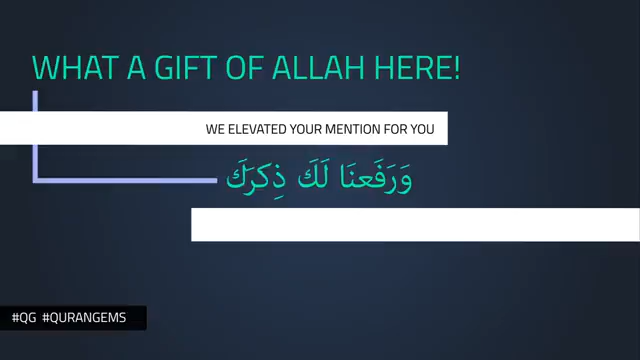 WHAT A GIFT OF ALLAH HERE!
WE ELEVATED YOUR MENTION FOR YOU
وَرَفَعنَا لَكَ ذِكرَكَ
#QG #QURANGEMS